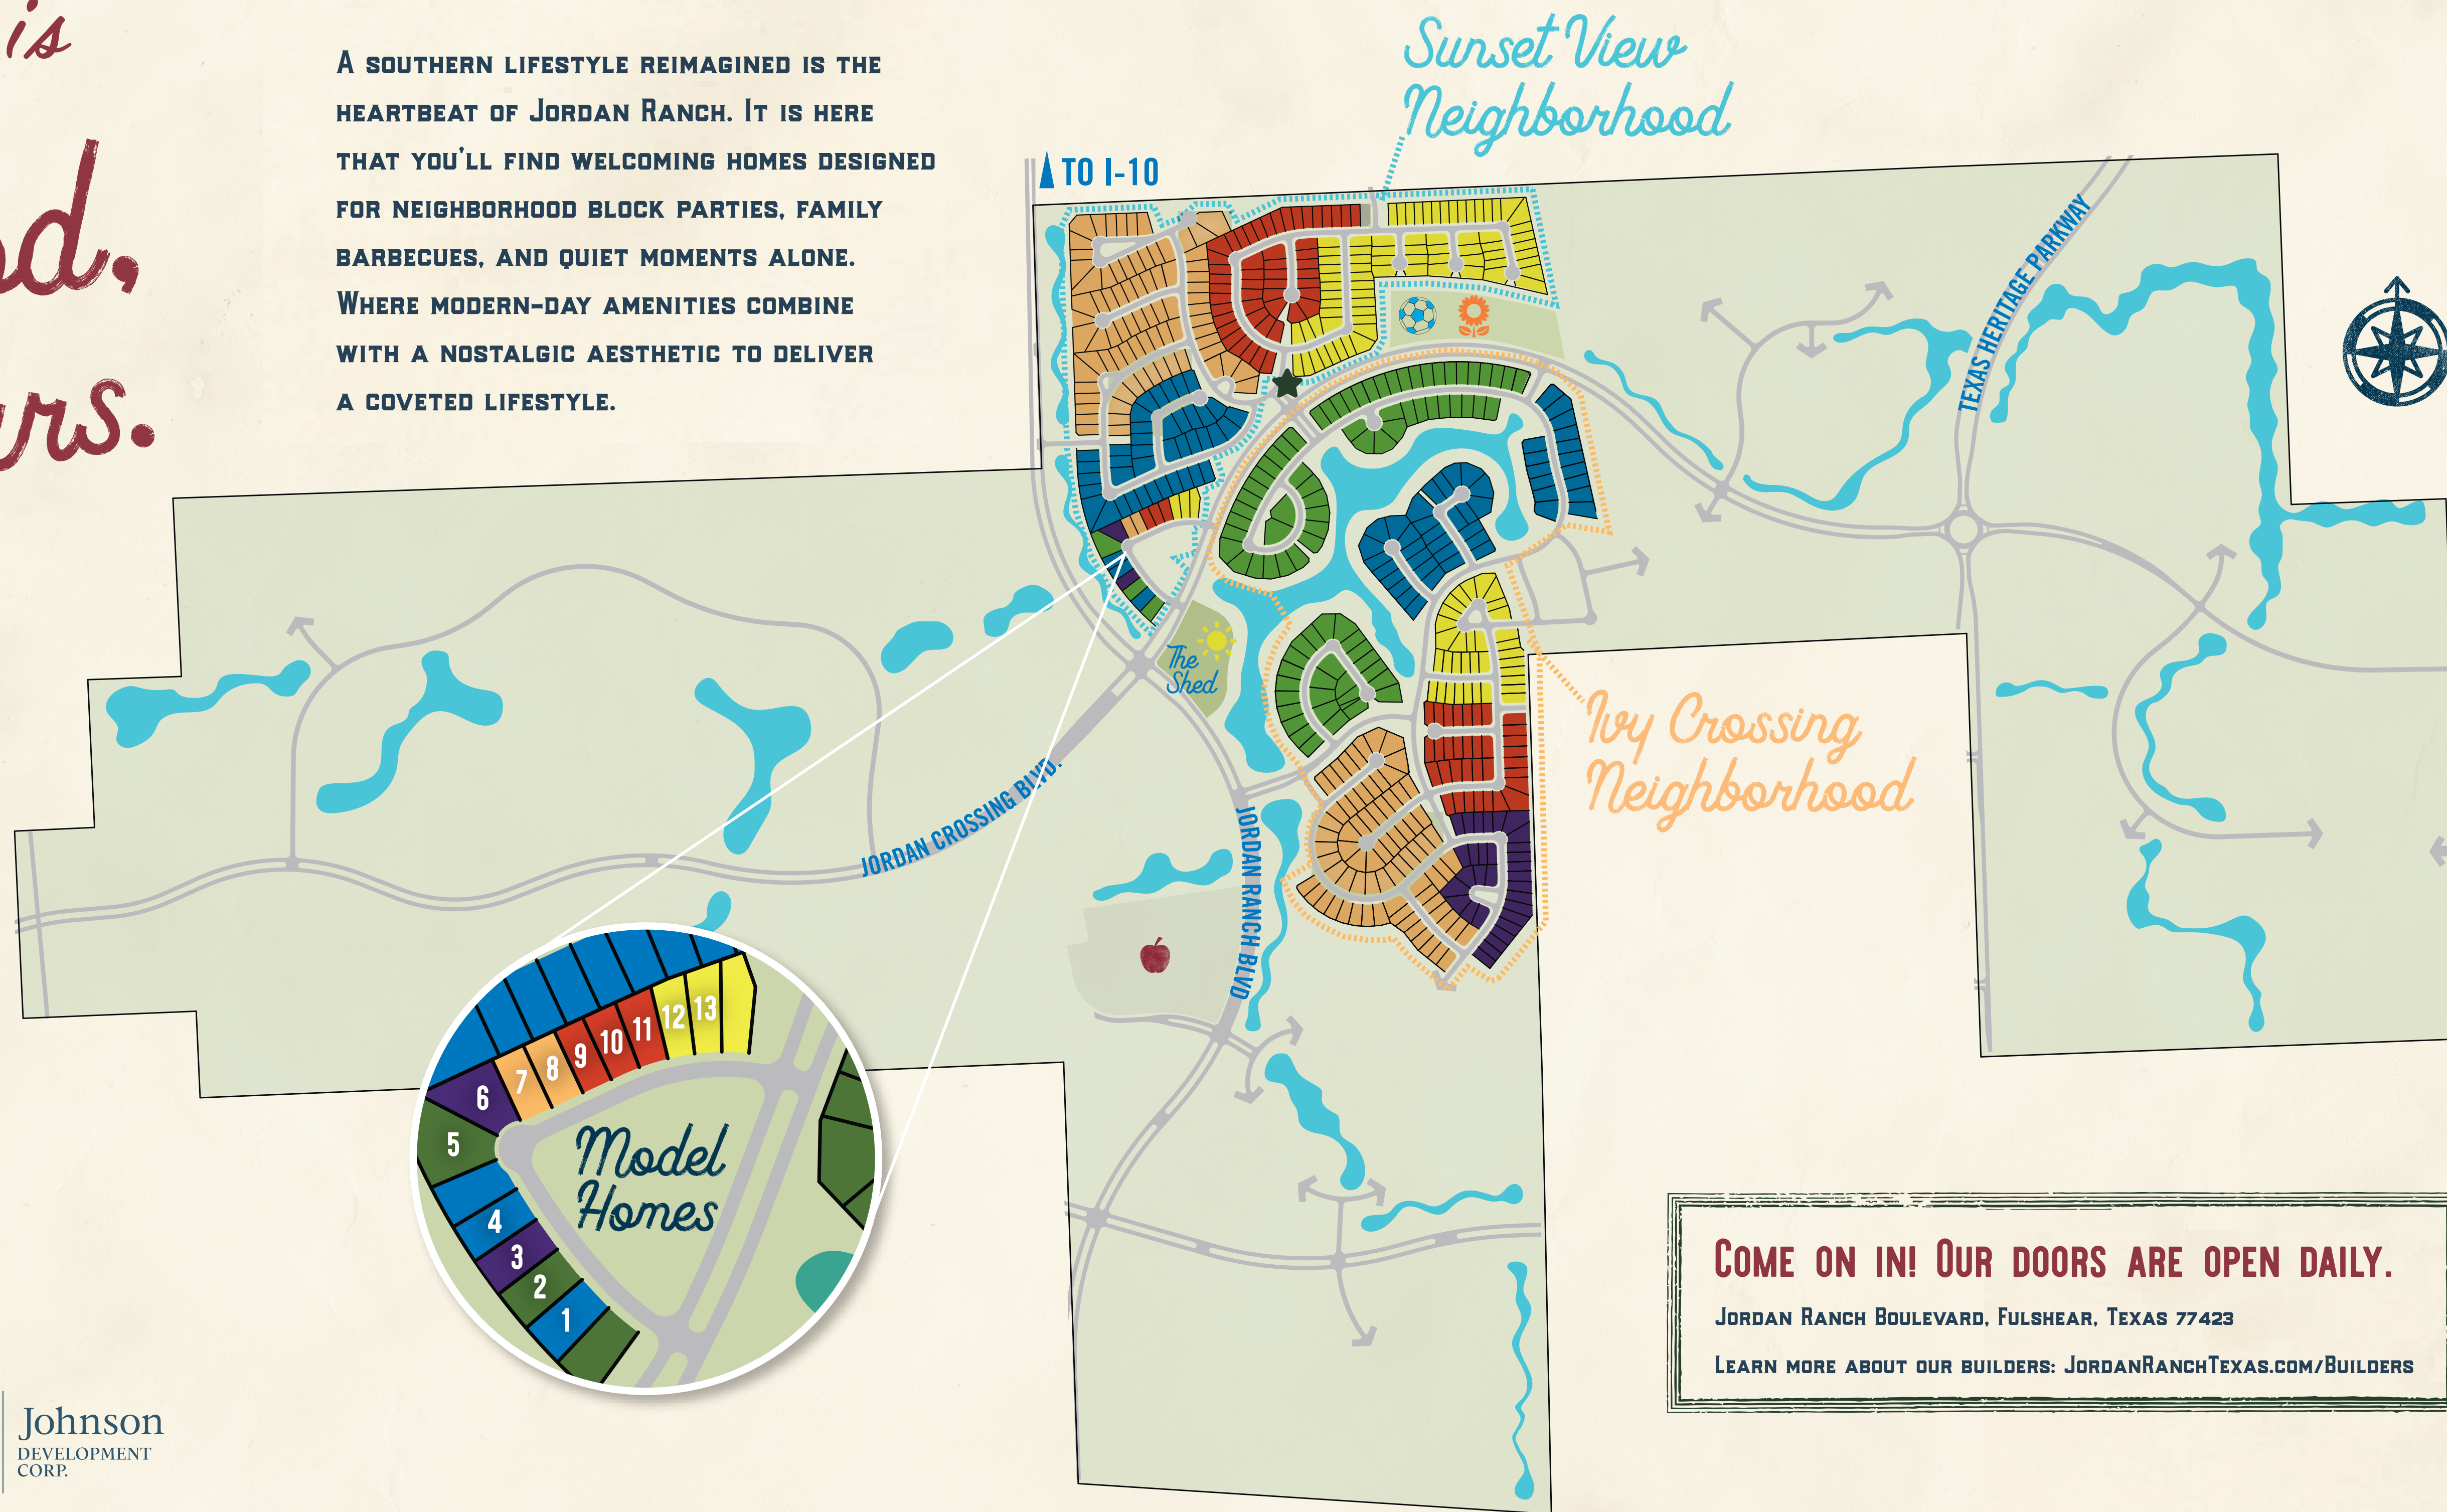 is
A southern lifestyle reimagined is the
heartbeat of Jordan Ranch. It is here
that you'll find welcoming homes designed
for neighborhood block parties, family
barbecues, and quiet moments alone.
Where modern-day amenities combine
with a nostalgic aesthetic to deliver
a coveted lifestyle.
Sunset View
Neighborhood
TO I-10
TEXAS HERITAGE PARKWAY
The
Shed
Ivy Crossing
Neighborhood
JORDAN CROSSING BLVD.
JORDAN RANCH BLVD
13
12
11
10
9
8
7
6
5
4
3
2
1
Model
Homes
Come on in! Our doors are open daily.
Jordan Ranch Boulevard, Fulshear, Texas 77423
Learn more about our builders: JordanRanchTexas.com/Builders
Johnson
DEVELOPMENT
CORP.